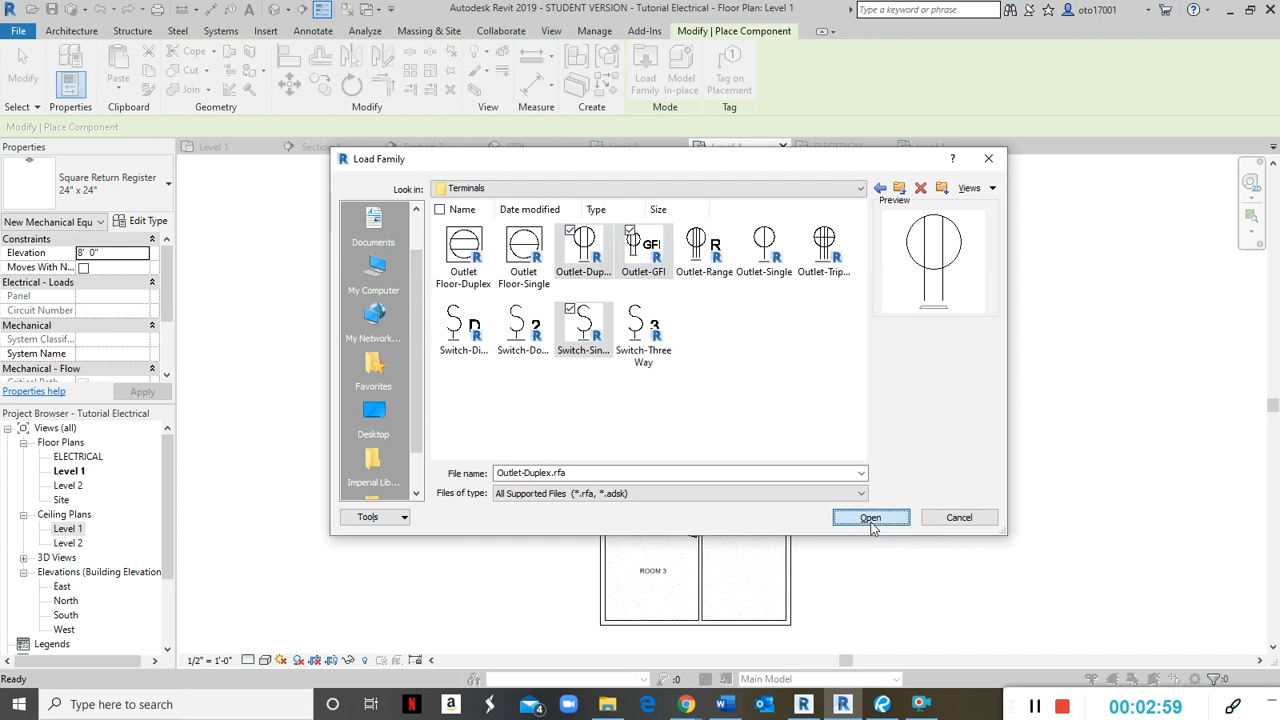 Autodesk Revit 2019 - STUDENT VERSION - Tutorial Electrical - Floor Plan: Level 1
Type a keyword or phrase
oto17001
File Architecture Structure Steel Systems Insert Annotate Analyze Massing & Site Collaborate View Manage Add-Ins Modify | Place Component
Modify
Paste
Cope
Cut
Join
Load
Family
Model
In-place
Tag on
Placement
Select Properties Clipboard Geometry Modify View Measure Create Mode Tag
Modify | Place Component
Properties
Square Return Register
24" x 24"
New Mechanical Equ
Edit Type
Constraints
Elevation 8' 0"
Moves With N...
Electrical - Loads
Panel
Circuit Number
Mechanical
System Classif...
System Name
Mechanical - Flow
Properties help
Apply
Project Browser - Tutorial Electrical
Views (all)
Floor Plans
ELECTRICAL
Level 1
Level 2
Site
Ceiling Plans
Level 1
Level 2
3D Views
Elevations (Building Elevation)
East
North
South
West
Legends
Level 1
Load Family
?
Look in: Terminals
Views
Name Date modified Type Size
Preview
Documents
My Computer
My Network...
Favorites
Desktop
Imperial Lib...
Outlet
Floor-Duplex
Outlet
Floor-Single
Outlet-Dup...
GFI
Outlet-GFI
R
Outlet-Range
Outlet-Single
Outlet-Trip...
S D
Switch-Di...
S 2
Switch-Do...
S
Switch-Sin...
S 3
Switch-Three
Way
File name: Outlet-Duplex.rfa
Files of type: All Supported Files (*.rfa, *.adsk)
Tools
Open
Cancel
ROOM 3
1/2" = 1'-0"
Ready
:0
Main Model
:0
Type here to search
4
00:02:59